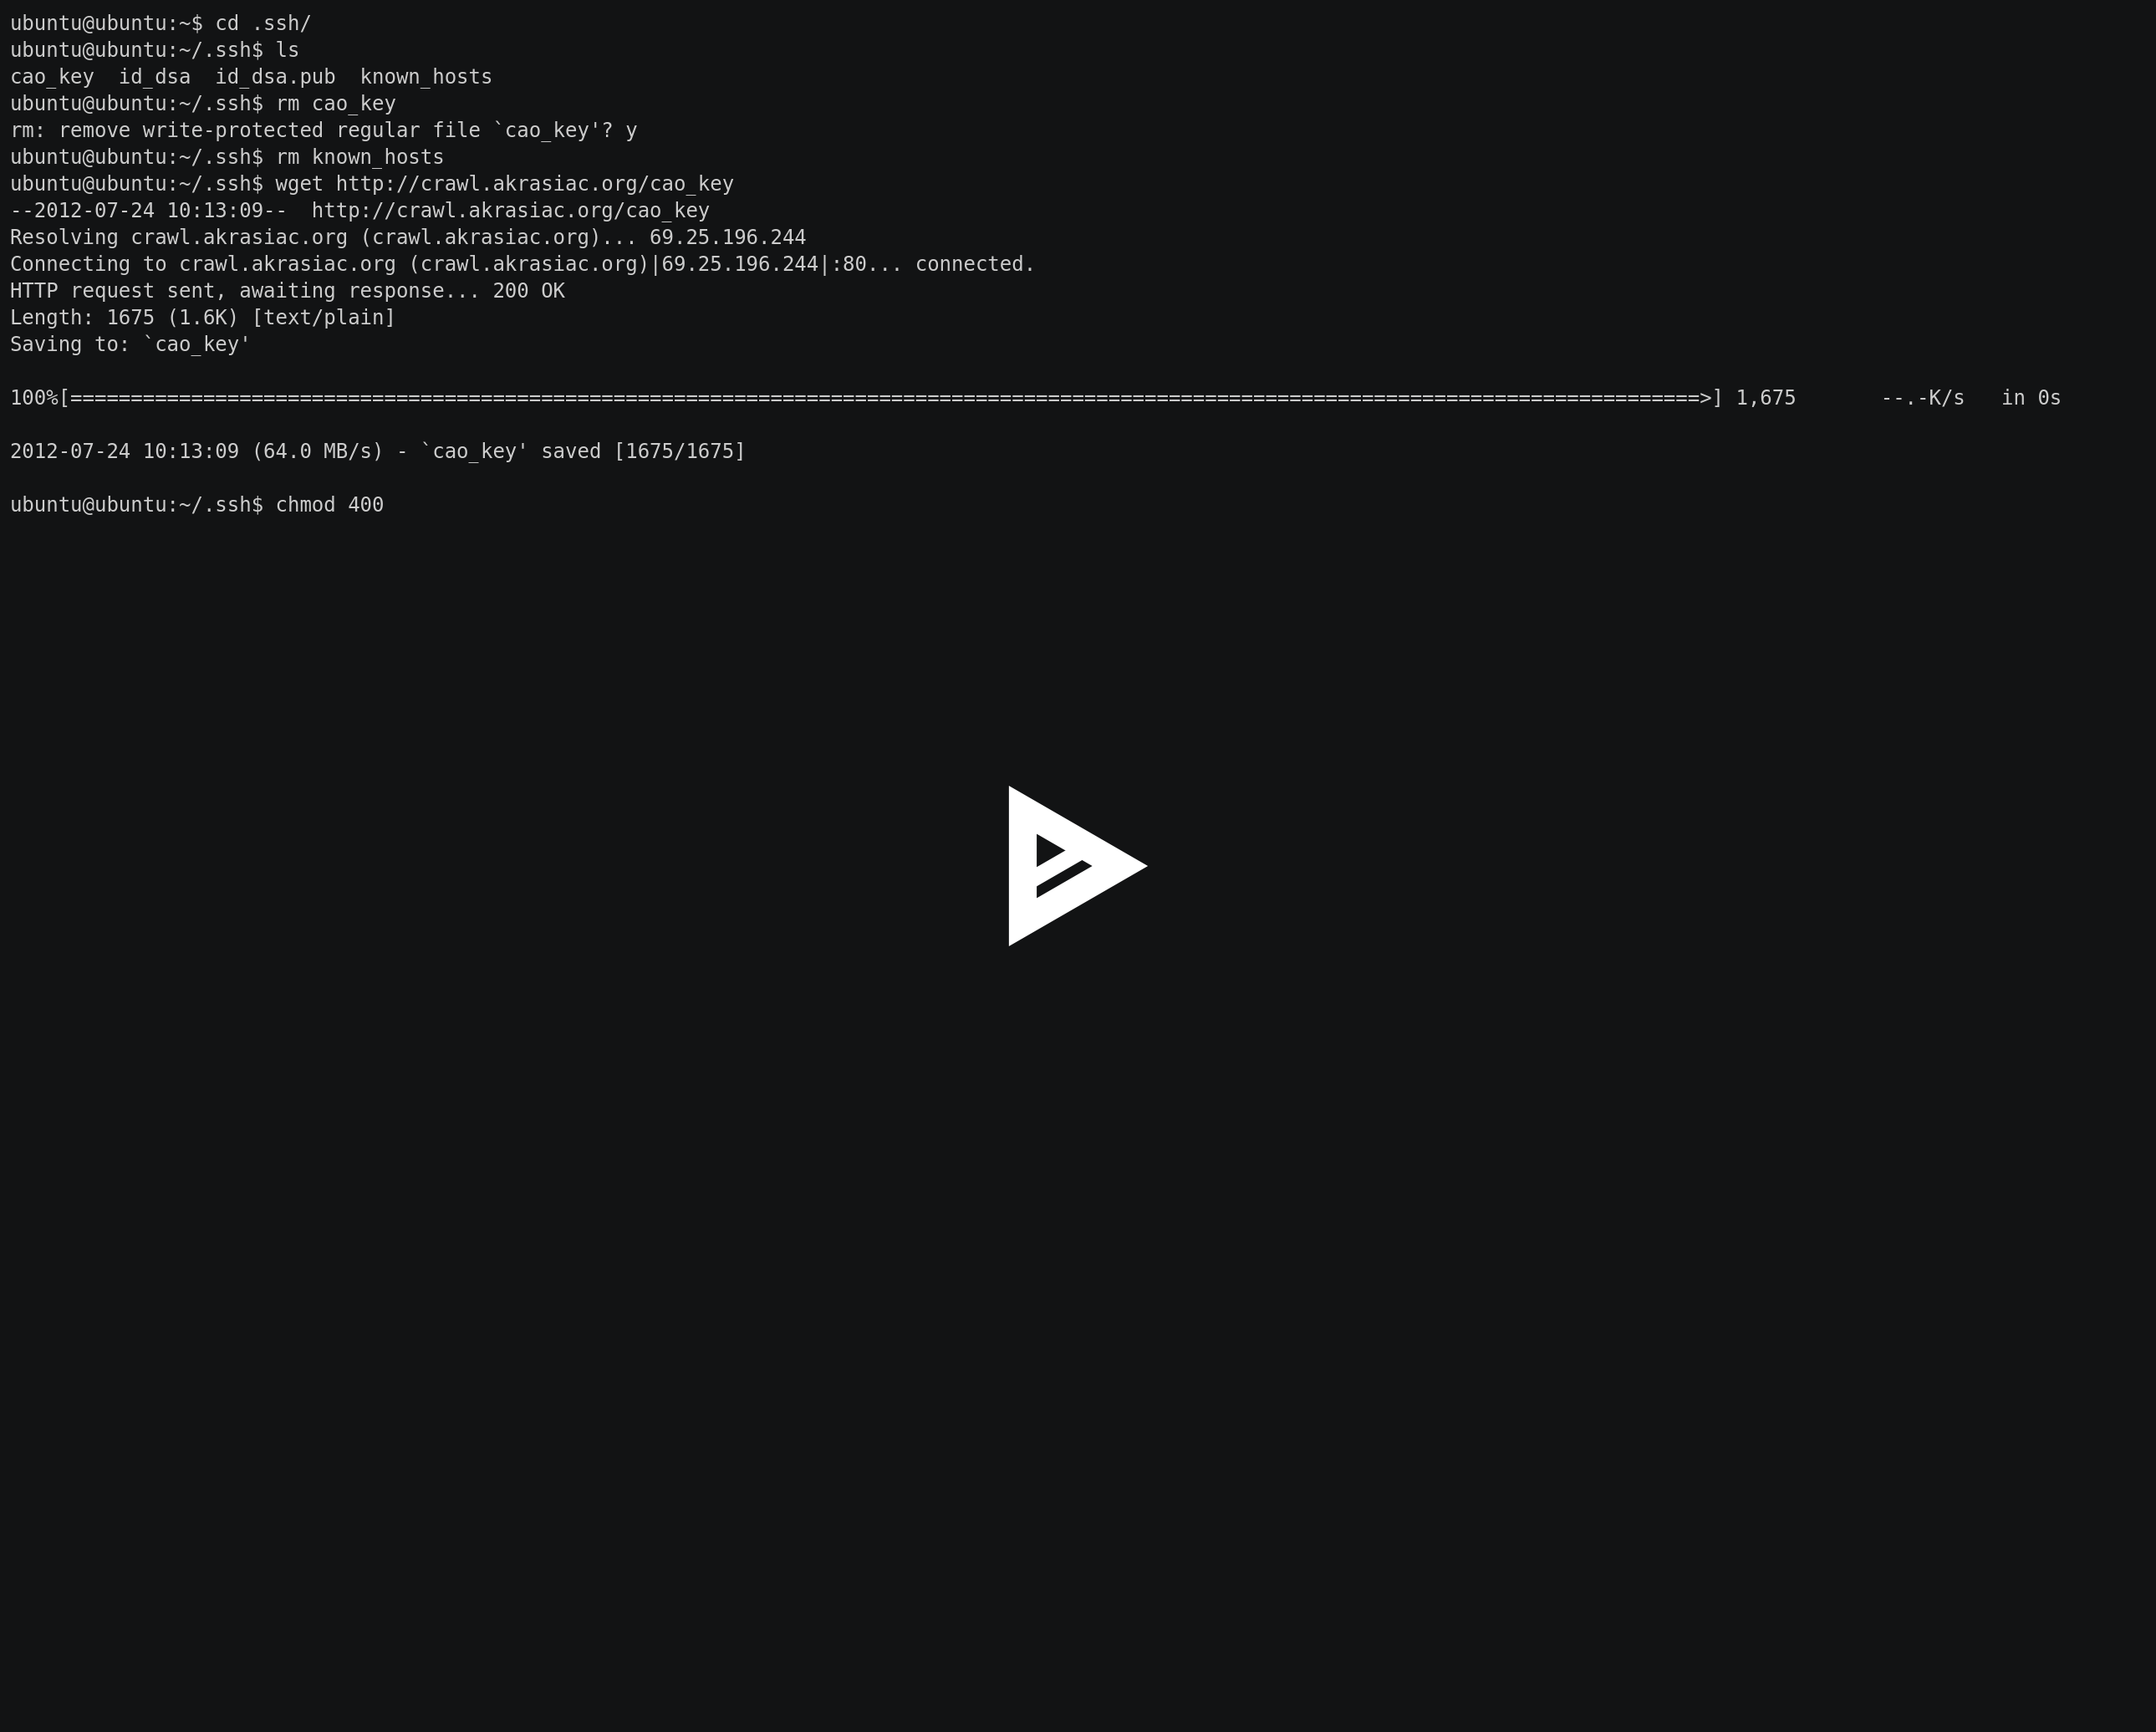 ubuntu@ubuntu:~$ cd .ssh/
ubuntu@ubuntu:~/.ssh$ ls
cao_key  id_dsa  id_dsa.pub  known_hosts
ubuntu@ubuntu:~/.ssh$ rm cao_key
rm: remove write-protected regular file `cao_key'? y
ubuntu@ubuntu:~/.ssh$ rm known_hosts
ubuntu@ubuntu:~/.ssh$ wget http://crawl.akrasiac.org/cao_key
--2012-07-24 10:13:09--  http://crawl.akrasiac.org/cao_key
Resolving crawl.akrasiac.org (crawl.akrasiac.org)... 69.25.196.244
Connecting to crawl.akrasiac.org (crawl.akrasiac.org)|69.25.196.244|:80... connected.
HTTP request sent, awaiting response... 200 OK
Length: 1675 (1.6K) [text/plain]
Saving to: `cao_key'

100%[=======================================================================================================================================>] 1,675       --.-K/s   in 0s

2012-07-24 10:13:09 (64.0 MB/s) - `cao_key' saved [1675/1675]

ubuntu@ubuntu:~/.ssh$ chmod 400